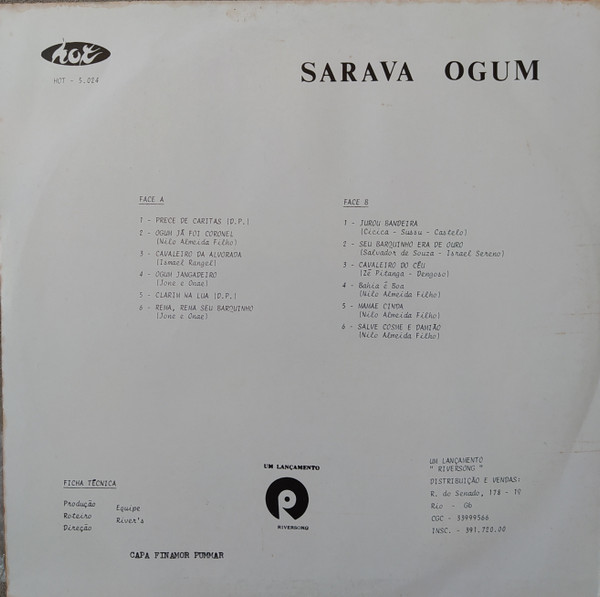 hot
HOT - S.024
SARAVA OGUM
FACE A
1 - PRECE DE CARITAS (D.P.)
2 - OGUM JÁ FOI CORONEL
(Nilo Almeida Filho)
3 - CAVALEIRO DA ALVORADA
(Ismael Rangel)
4 - OGUM JANGADEIRO
(Jone e Onae)
5 - CLARIM NA LUA (D.P.)
6 - REMA, REMA SEU BARQUINHO
(Jone e Onae)
FACE B
1 - JUROU BANDEIRA
(Cicica - Sussu - Castelo)
2 - SEU BARQUINHO ERA DE OURO
(Salvador de Souza - Israel Sereno)
3 - CAVALEIRO DO CÉU
(Zé Pitanga - Dengoso)
4 - Bahia é Boa
(Nilo Almeida Filho)
5 - MAMAE CINDA
(Nilo Almeida Filho)
6 - SALVE COSME E DAMIÃO
(Nilo Almeida Filho)
FICHA TÉCNICA
Produção
Roteiro
Direção
Equipe
River's
CAPA FINAMOR PUMMAR
UM LANÇAMENTO
RIVERSONG
UM LANÇAMENTO
" RIVERSONG "
DISTRIBUIÇÃO E VENDAS:
R. do Senado, 178 - 1º
Rio - Gb
CGC - 33999566
INSC. - 391.720.00